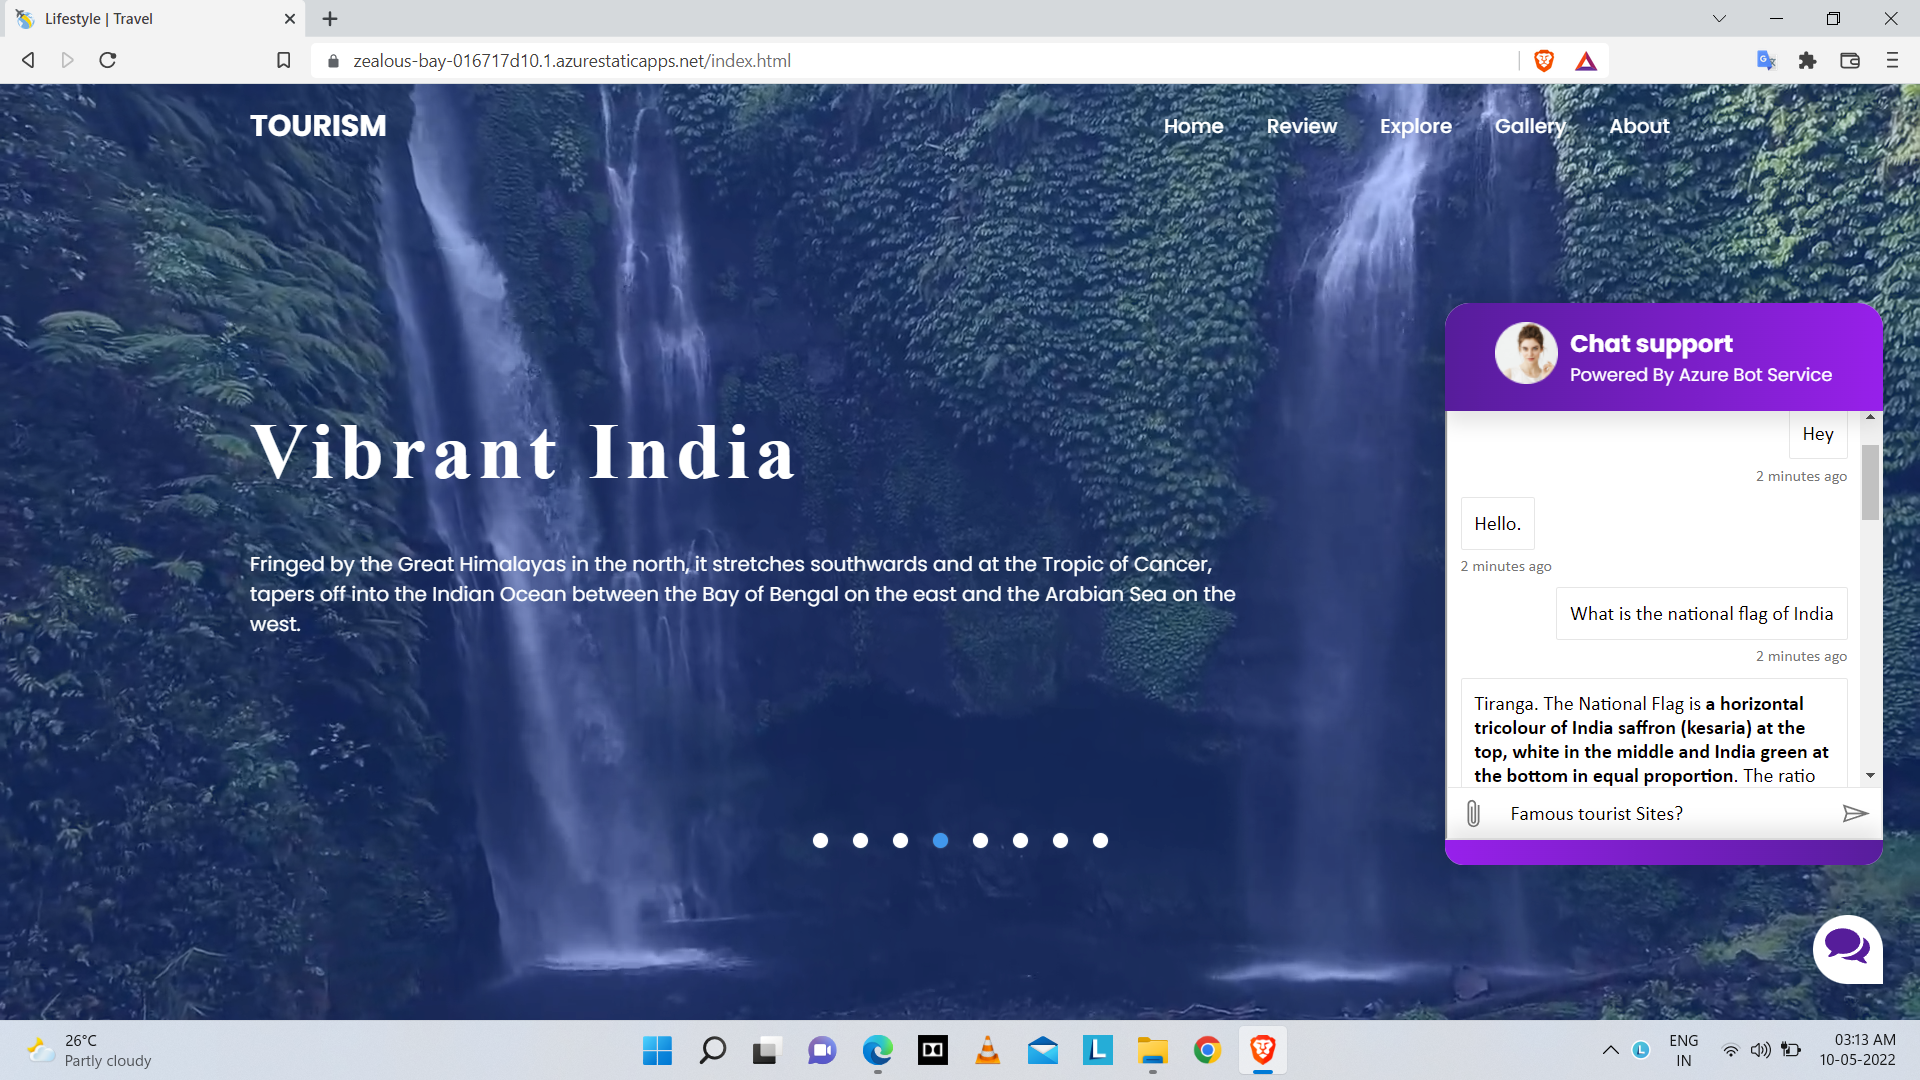 Lifestyle | Travel
zealous-bay-016717d10.1.azurestaticapps.net/index.html
TOURISM
Home Review Explore Gallery About
Vibrant India
Fringed by the Great Himalayas in the north, it stretches southwards and at the Tropic of Cancer,
tapers off into the Indian Ocean between the Bay of Bengal on the east and the Arabian Sea on the
west.
Chat support
Powered By Azure Bot Service
Hey
2 minutes ago
Hello.
2 minutes ago
What is the national flag of India
2 minutes ago
Tiranga. The National Flag is a horizontal
tricolour of India saffron (kesaria) at the
top, white in the middle and India green at
the bottom in equal proportion. The ratio
Famous tourist Sites?
26°C
Partly cloudy
ENG
IN
03:13 AM
10-05-2022